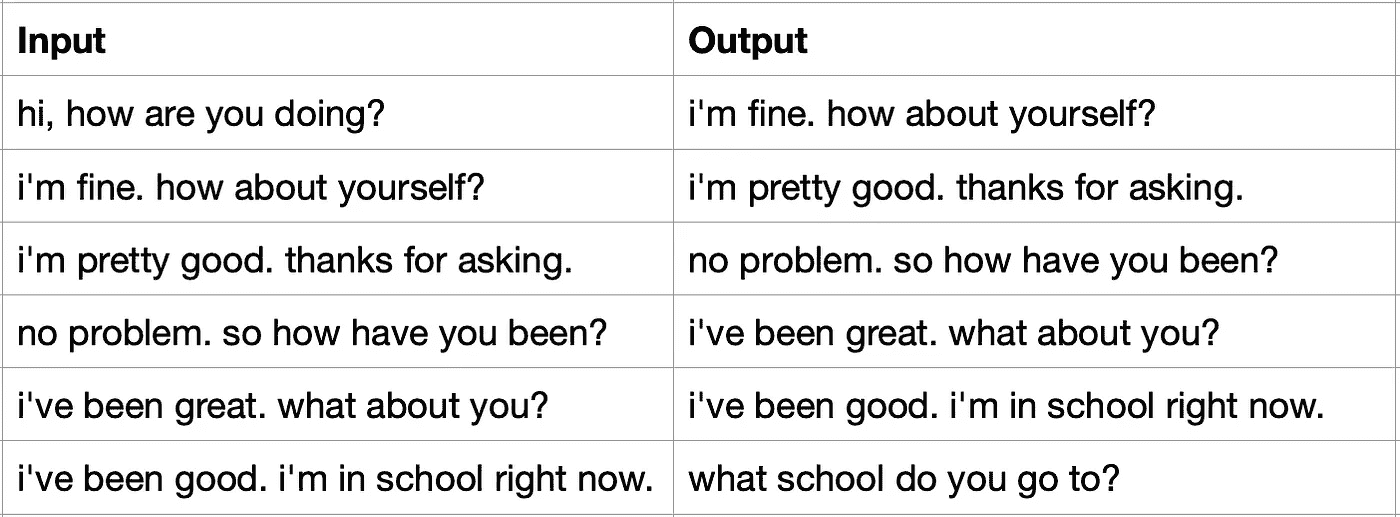 Input Output
hi, how are you doing? i'm fine. how about yourself?
i'm fine. how about yourself? i'm pretty good. thanks for asking.
i'm pretty good. thanks for asking. no problem. so how have you been?
no problem. so how have you been? i've been great. what about you?
i've been great. what about you? i've been good. i'm in school right now.
i've been good. i'm in school right now. what school do you go to?